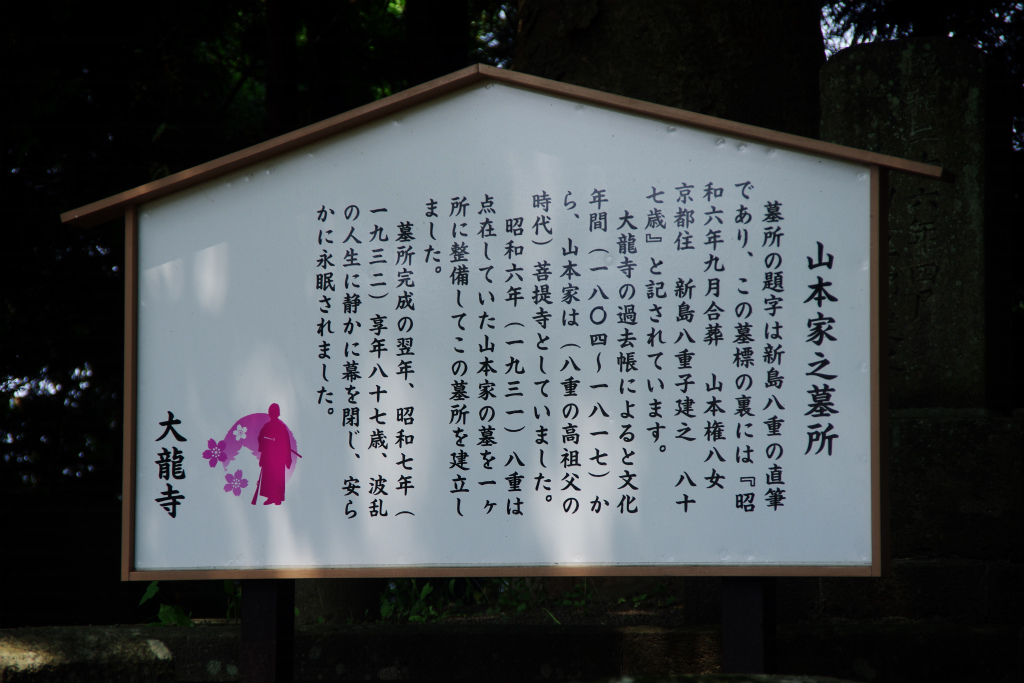 山本家之墓所
墓所の題字は新島八重の直筆
であり、この墓標の裏には『昭
和六年九月合葬　山本権八女
京都住　新島八重子建之　八十
七歳』と記されています。
大龍寺の過去帳によると文化
年間（一八〇四～一八一七）か
ら、山本家は（八重の高祖父の
時代）菩提寺としていました。
昭和六年（一九三一）八重は
点在していた山本家の墓を一ヶ
所に整備してこの墓所を建立し
ました。
墓所完成の翌年、昭和七年（
一九三二）享年八十七歳、波乱
の人生に静かに幕を閉じ、安ら
かに永眠されました。
大龍寺